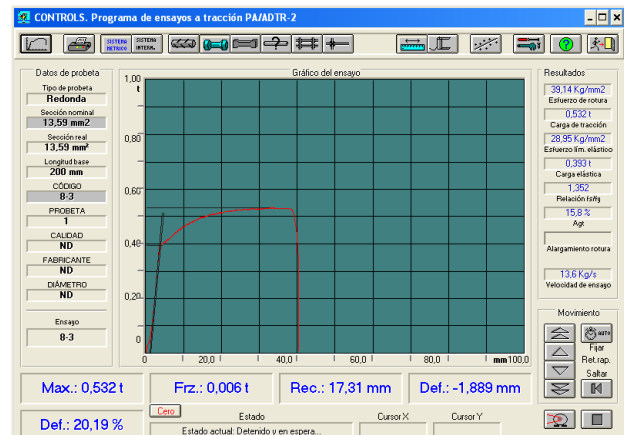 CONTROLS. Programa de ensayos a tracción PA/ADTR-2
SISTEMA METRICO
SISTEMA INTERN.
Datos de probeta
Tipo de probeta
Redonda
Sección nominal
13,59 mm2
Sección real
13,59 mm²
Longitud base
200 mm
CÓDIGO
8-3
PROBETA
1
CALIDAD
ND
FABRICANTE
ND
DIÁMETRO
ND
Ensayo
8-3
Gráfico del ensayo
1,00
t
0,80
0,60
0,40
0,20
0
0 20,0 40,0 60,0 80,0 mm 100,0
Resultados
39,14 Kg/mm2
Esfuerzo de rotura
0,532 t
Carga de tracción
28,95 Kg/mm2
Esfuerzo lím. elástico
0,393 t
Carga elástica
1,352
Relación fs/fy
15,8 %
Agt
Alargamiento rotura
13,6 Kg/s
Velocidad de ensayo
Movimiento
AUTO
Fijar
Ret.rap.
Saltar
Max.: 0,532 t
Frz.: 0,006 t
Rec.: 17,31 mm
Def.: -1,889 mm
Def.: 20,19 %
Cero
Estado
Cursor X
Cursor Y
Estado actual: Detenido y en espera...